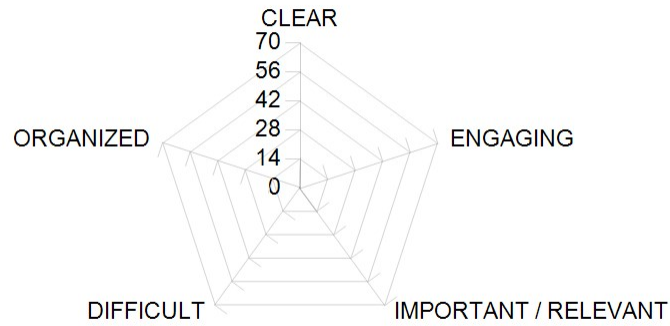 CLEAR
70
56
42
28
14
0
ORGANIZED
ENGAGING
DIFFICULT
IMPORTANT / RELEVANT